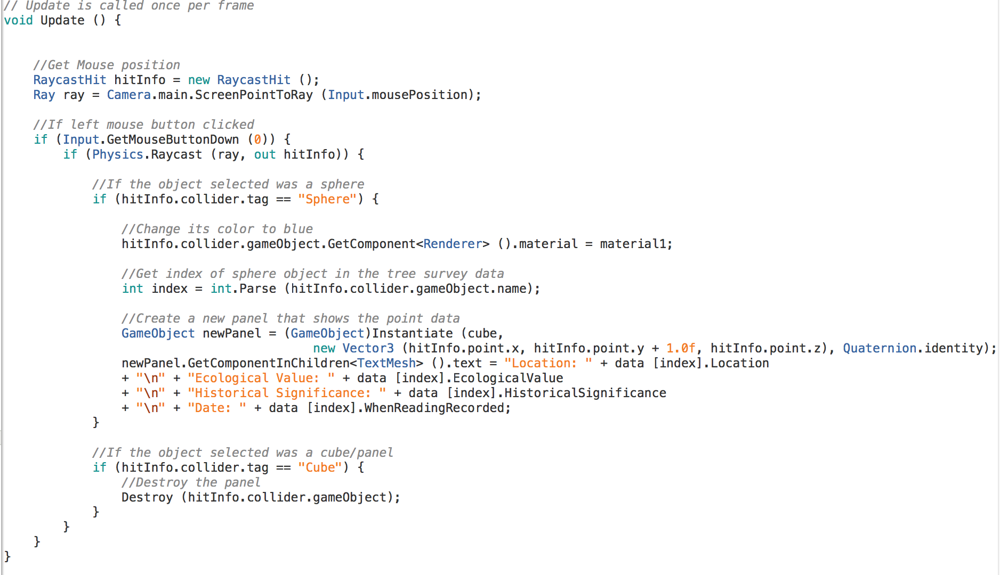 // Update is called once per frame
void Update () {
//Get Mouse position
RaycastHit hitInfo = new RaycastHit ();
Ray ray = Camera.main.ScreenPointToRay (Input.mousePosition);
//If left mouse button clicked
if (Input.GetMouseButtonDown (0)) {
if (Physics.Raycast (ray, out hitInfo)) {
//If the object selected was a sphere
if (hitInfo.collider.tag == "Sphere") {
//Change its color to blue
hitInfo.collider.gameObject.GetComponent<Renderer> ().material = material1;
//Get index of sphere object in the tree survey data
int index = int.Parse (hitInfo.collider.gameObject.name);
//Create a new panel that shows the point data
GameObject newPanel = (GameObject)Instantiate (cube,
new Vector3 (hitInfo.point.x, hitInfo.point.y + 1.0f, hitInfo.point.z), Quaternion.identity);
newPanel.GetComponentInChildren<TextMesh> ().text = "Location: " + data [index].Location
+ "\n" + "Ecological Value: " + data [index].EcologicalValue
+ "\n" + "Historical Significance: " + data [index].HistoricalSignificance
+ "\n" + "Date: " + data [index].WhenReadingRecorded;
}
//If the object selected was a cube/panel
if (hitInfo.collider.tag == "Cube") {
//Destroy the panel
Destroy (hitInfo.collider.gameObject);
}
}
}
}